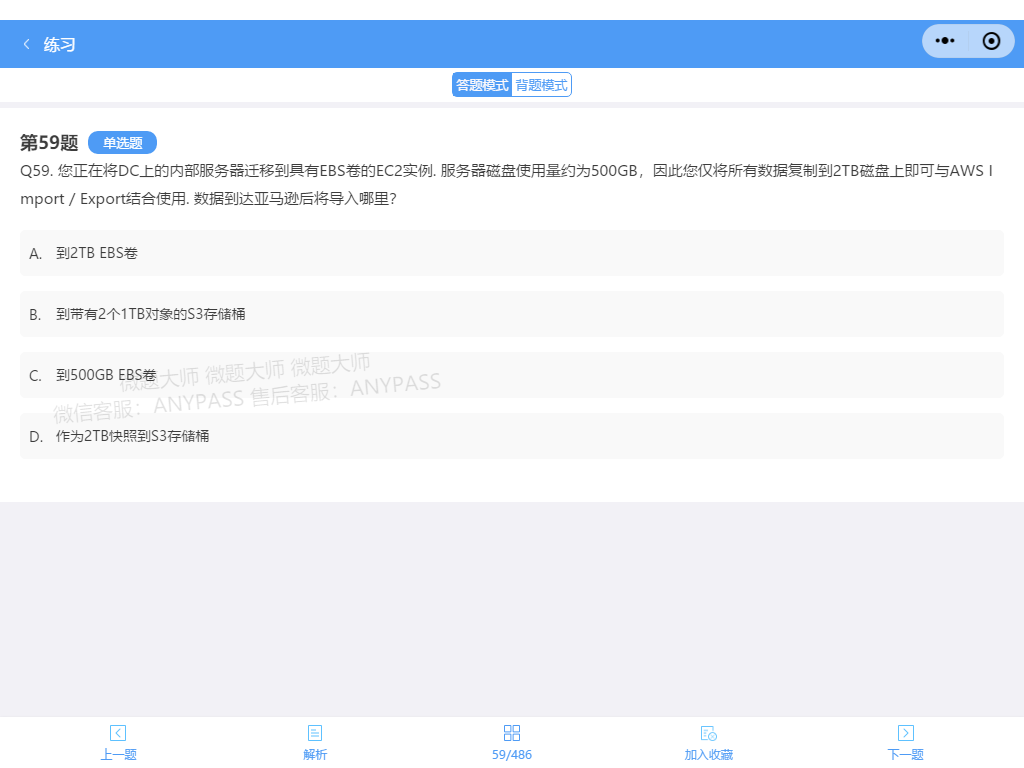 练习
答题模式 背题模式
第59题 单选题
Q59. 您正在将DC上的内部服务器迁移到具有EBS卷的EC2实例. 服务器磁盘使用量约为500GB，因此您仅将所有数据复制到2TB磁盘上即可与AWS I
mport / Export结合使用. 数据到达亚马逊后将导入哪里?
A. 到2TB EBS卷
B. 到带有2个1TB对象的S3存储桶
C. 到500GB EBS卷
微题大师 微题大师 微题大师
微信客服：ANYPASS 售后客服：ANYPASS
D. 作为2TB快照到S3存储桶
上一题 解析 59/486 加入收藏 下一题